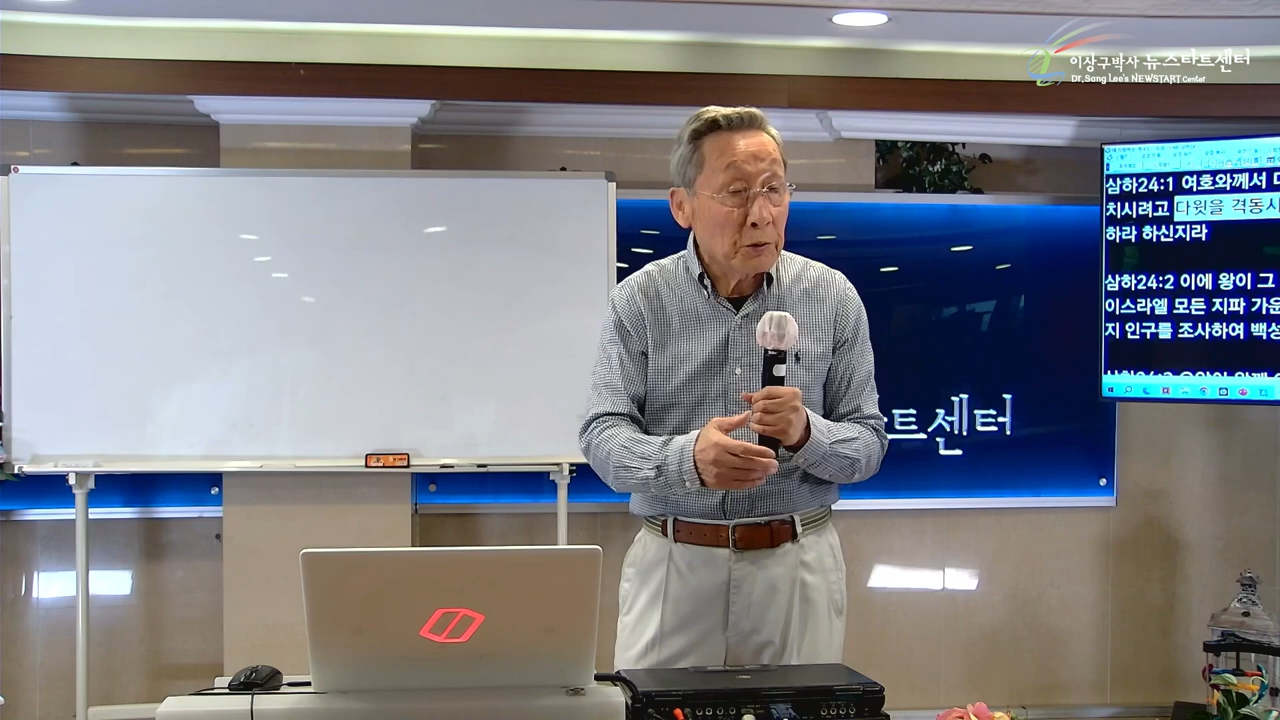 이상구박사 뉴스타트센터
Dr. Sang Lee's NEWSTART Center
삼하24:1 여호와께서
치시려고 다윗을 격동시
하라 하신지라
삼하24:2 이에 왕이 그
이스라엘 모든 지파 가운
지 인구를 조사하여 백성
트센터